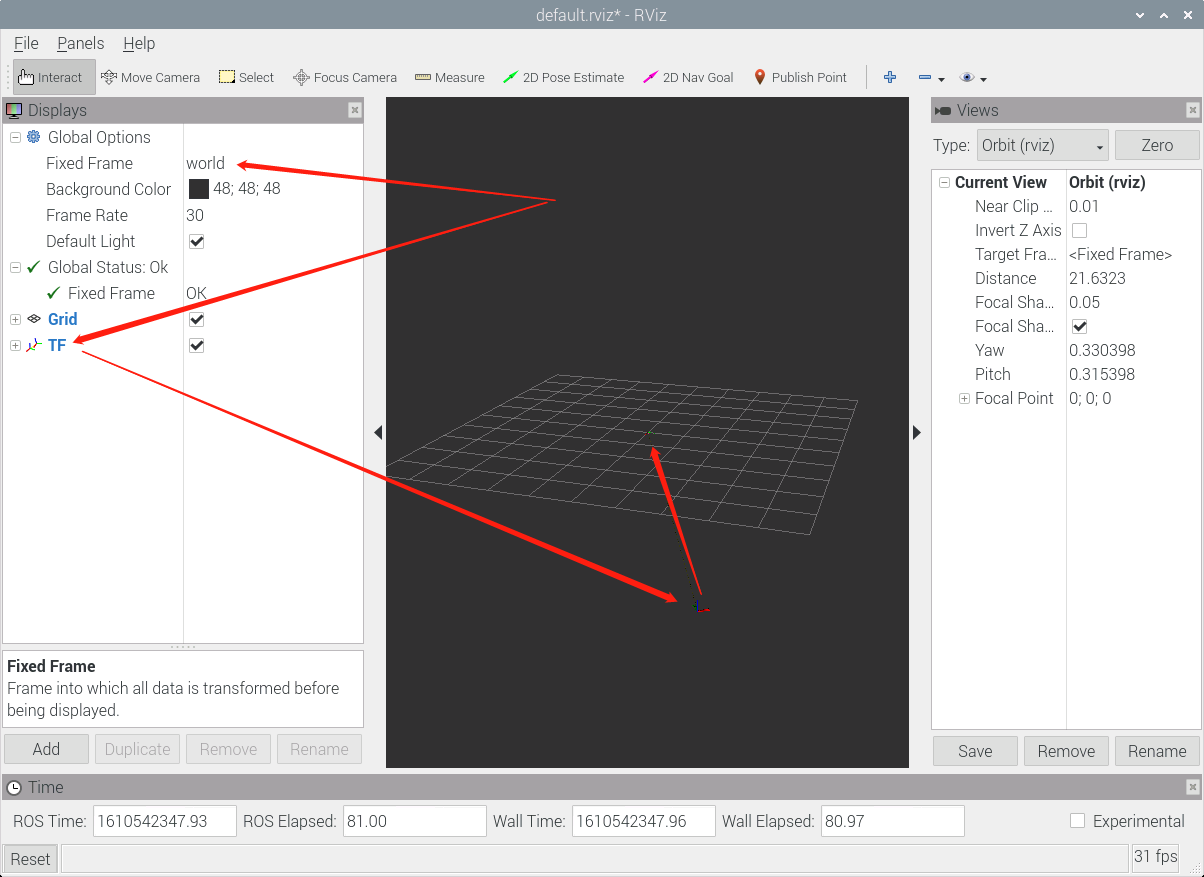 default.rviz* - RViz
File Panels Help
Interact Move Camera Select Focus Camera Measure 2D Pose Estimate 2D Nav Goal Publish Point
Displays
Global Options
Fixed Frame world
Background Color 48; 48; 48
Frame Rate 30
Default Light
Global Status: Ok
Fixed Frame OK
Grid
TF
Fixed Frame
Frame into which all data is transformed before
being displayed.
Add Duplicate Remove Rename
Views
Type: Orbit (rviz) Zero
Current View Orbit (rviz)
Near Clip ... 0.01
Invert Z Axis
Target Fra... <Fixed Frame>
Distance 21.6323
Focal Sha... 0.05
Focal Sha...
Yaw 0.330398
Pitch 0.315398
Focal Point 0; 0; 0
Save Remove Rename
Time
ROS Time: 1610542347.93 ROS Elapsed: 81.00 Wall Time: 1610542347.96 Wall Elapsed: 80.97 Experimental
Reset 31 fps